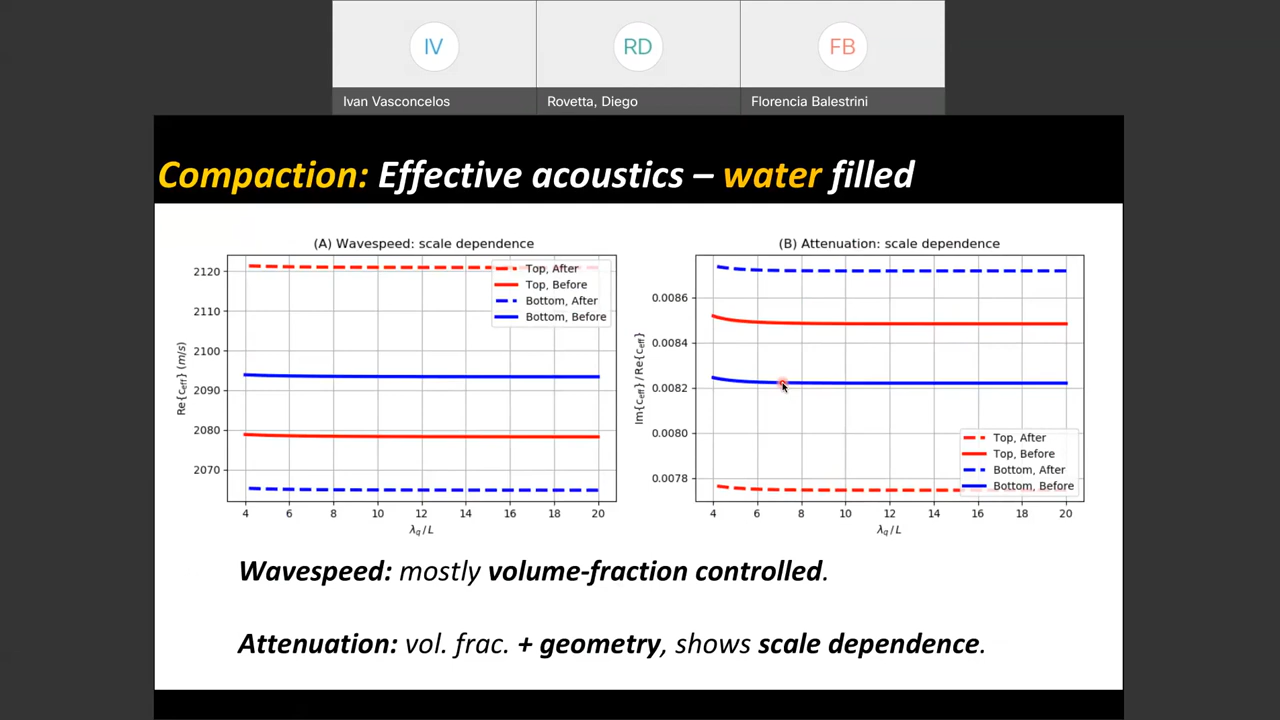 IV
RD
FB
Ivan Vasconcelos
Rovetta, Diego
Florencia Balestrini
Compaction: Effective acoustics – water filled
(A) Wavespeed: scale dependence
Re{c_eff} (m/s)
2120
2110
2100
2090
2080
2070
Top, After
Top, Before
Bottom, After
Bottom, Before
4 6 8 10 12 14 16 18 20
λ_q / L
(B) Attenuation: scale dependence
Im{c_eff} / Re{c_eff}
0.0086
0.0084
0.0082
0.0080
0.0078
Top, After
Top, Before
Bottom, After
Bottom, Before
4 6 8 10 12 14 16 18 20
λ_q / L
Wavespeed: mostly volume-fraction controlled.
Attenuation: vol. frac. + geometry, shows scale dependence.